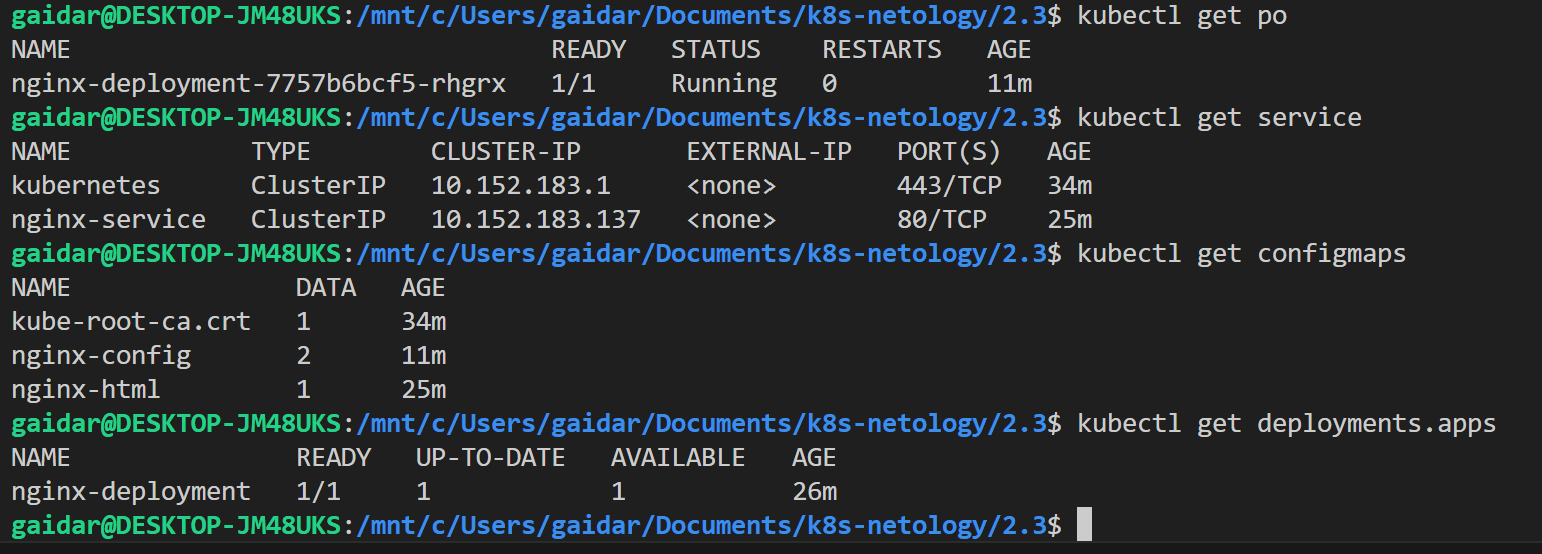 gaidar@DESKTOP-JM48UKS:/mnt/c/Users/gaidar/Documents/k8s-netology/2.3$ kubectl get po
NAME                                READY   STATUS    RESTARTS   AGE
nginx-deployment-7757b6bcf5-rhgrx   1/1     Running   0          11m
gaidar@DESKTOP-JM48UKS:/mnt/c/Users/gaidar/Documents/k8s-netology/2.3$ kubectl get service
NAME            TYPE        CLUSTER-IP       EXTERNAL-IP   PORT(S)   AGE
kubernetes      ClusterIP   10.152.183.1     <none>        443/TCP   34m
nginx-service   ClusterIP   10.152.183.137   <none>        80/TCP    25m
gaidar@DESKTOP-JM48UKS:/mnt/c/Users/gaidar/Documents/k8s-netology/2.3$ kubectl get configmaps
NAME               DATA   AGE
kube-root-ca.crt   1      34m
nginx-config       2      11m
nginx-html         1      25m
gaidar@DESKTOP-JM48UKS:/mnt/c/Users/gaidar/Documents/k8s-netology/2.3$ kubectl get deployments.apps
NAME               READY   UP-TO-DATE   AVAILABLE   AGE
nginx-deployment   1/1     1            1           26m
gaidar@DESKTOP-JM48UKS:/mnt/c/Users/gaidar/Documents/k8s-netology/2.3$